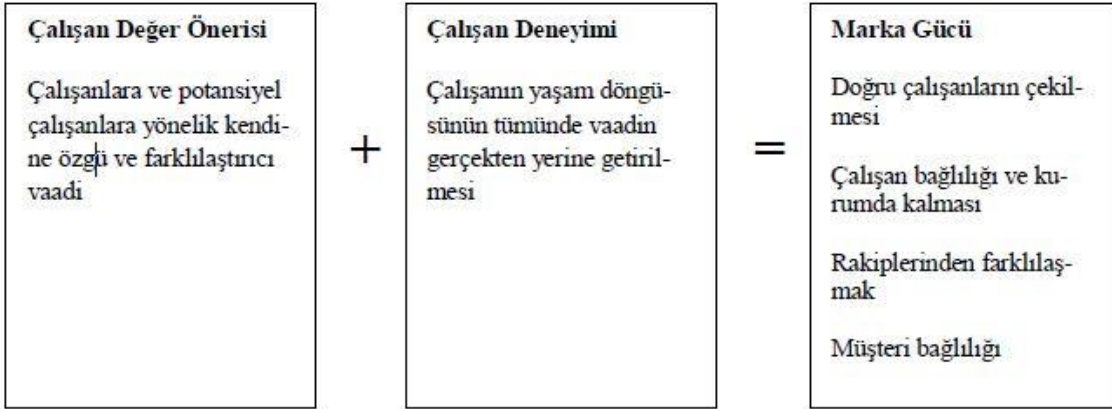 Çalışan Değer Önerisi
Çalışanlara ve potansiyel
çalışanlara yönelik kendi-
ne özgü ve farklılaştırıcı
vaadi
+
Çalışan Deneyimi
Çalışanın yaşam döngü-
sünün tümünde vaadin
gerçekten yerine getiril-
mesi
=
Marka Gücü
Doğru çalışanların çekil-
mesi
Çalışan bağlılığı ve ku-
rumda kalması
Rakiplerinden farklılaş-
mak
Müşteri bağlılığı